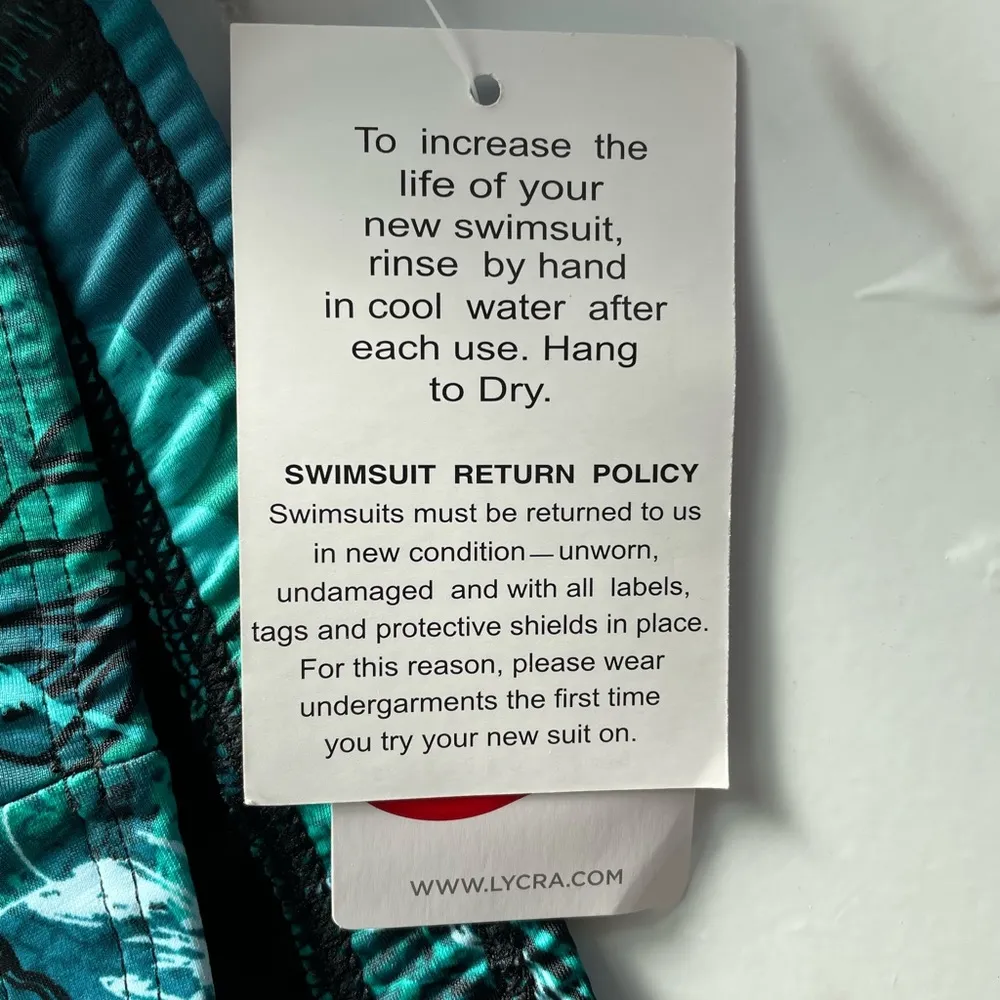 To increase the
life of your
new swimsuit,
rinse by hand
in cool water after
each use. Hang
to Dry.
SWIMSUIT RETURN POLICY
Swimsuits must be returned to us
in new condition—unworn,
undamaged and with all labels,
tags and protective shields in place.
For this reason, please wear
undergarments the first time
you try your new suit on.
WWW.LYCRA.COM